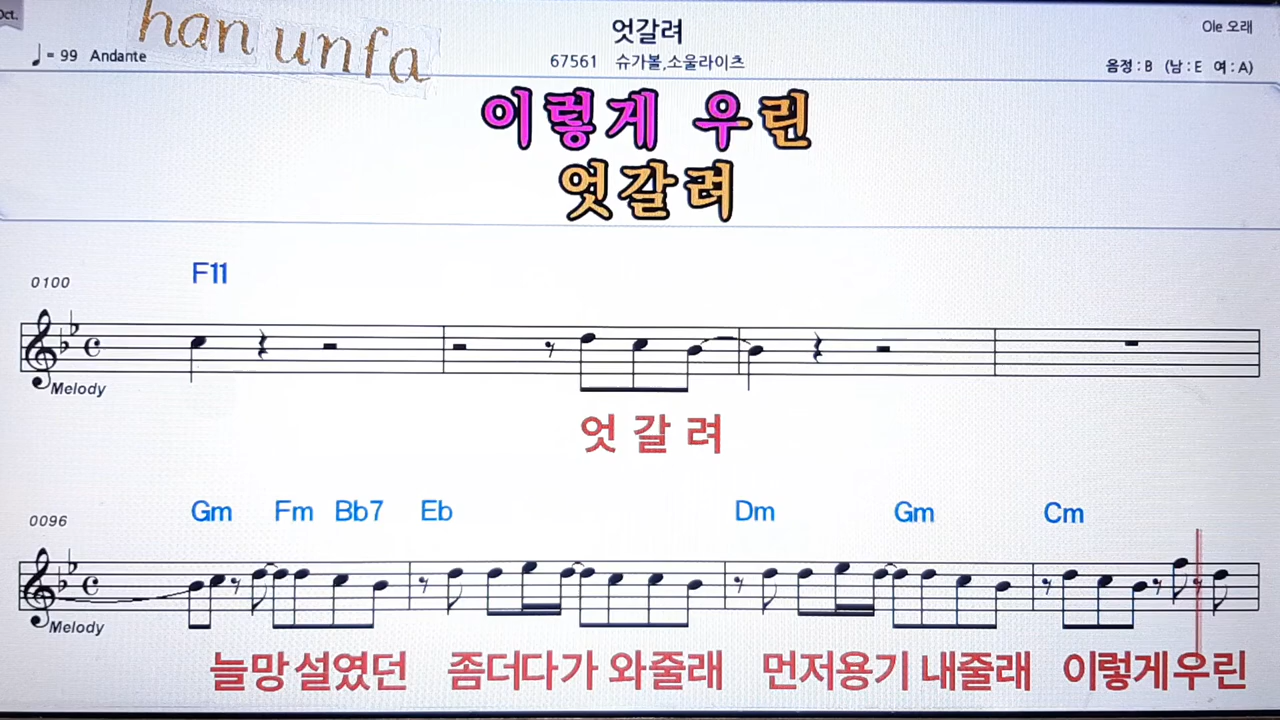 Oct.
han unfa
엇갈려
Ole 오래
♩= 99 Andante
67561 슈가볼,소울라이츠
음정 : B (남 : E 여 : A)
이렇게 우린
엇갈려
F11
0100
Melody
엇 갈 려
Gm Fm Bb7 Eb Dm Gm Cm
0096
Melody
늘망설였던 좀더다가 와줄래 먼저용기 내줄래 이렇게우린